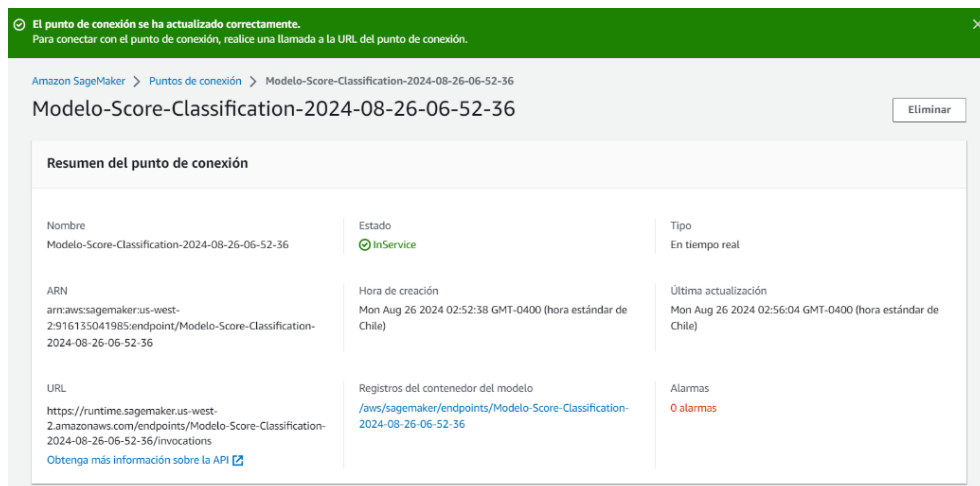 El punto de conexión se ha actualizado correctamente.
Para conectar con el punto de conexión, realice una llamada a la URL del punto de conexión.
Amazon SageMaker > Puntos de conexión > Modelo-Score-Classification-2024-08-26-06-52-36
Modelo-Score-Classification-2024-08-26-06-52-36
Eliminar
Resumen del punto de conexión
Nombre
Modelo-Score-Classification-2024-08-26-06-52-36
Estado
InService
Tipo
En tiempo real
ARN
arn:aws:sagemaker:us-west-
2:916135041985:endpoint/Modelo-Score-Classification-
2024-08-26-06-52-36
Hora de creación
Mon Aug 26 2024 02:52:38 GMT-0400 (hora estándar de
Chile)
Última actualización
Mon Aug 26 2024 02:56:04 GMT-0400 (hora estándar de
Chile)
URL
https://runtime.sagemaker.us-west-
2.amazonaws.com/endpoints/Modelo-Score-Classification-
2024-08-26-06-52-36/invocations
Obtenga más información sobre la API
Registros del contenedor del modelo
/aws/sagemaker/endpoints/Modelo-Score-Classification-
2024-08-26-06-52-36
Alarmas
0 alarmas